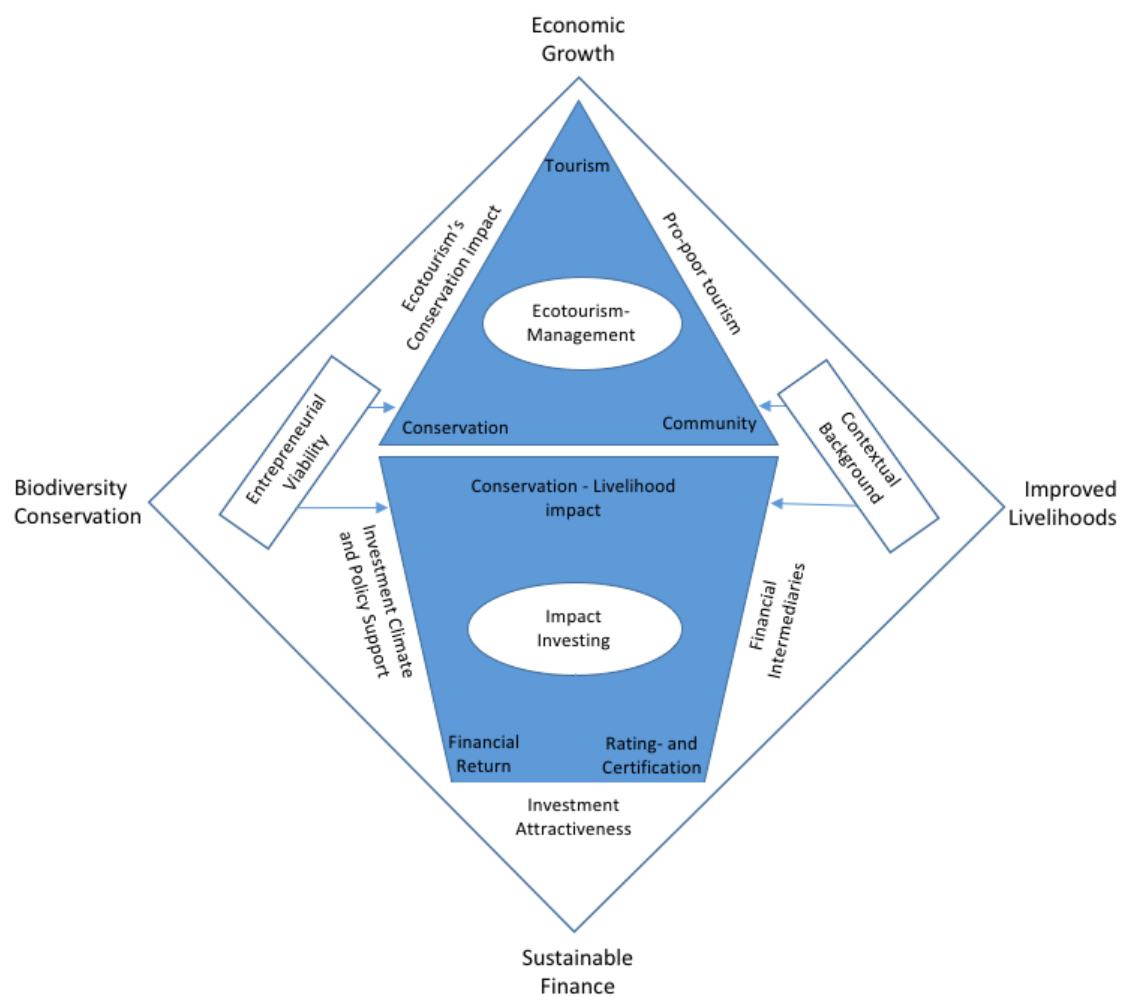 Economic
Growth
Tourism
Ecotourism's
Conservation impact
Pro-poor tourism
Ecotourism-
Management
Entrepreneurial
Viability
Contextual
Background
Conservation
Community
Biodiversity
Conservation
Improved
Livelihoods
Conservation - Livelihood
impact
Investment Climate
and Policy Support
Financial
Intermediaries
Impact
Investing
Financial
Return
Rating- and
Certification
Investment
Attractiveness
Sustainable
Finance